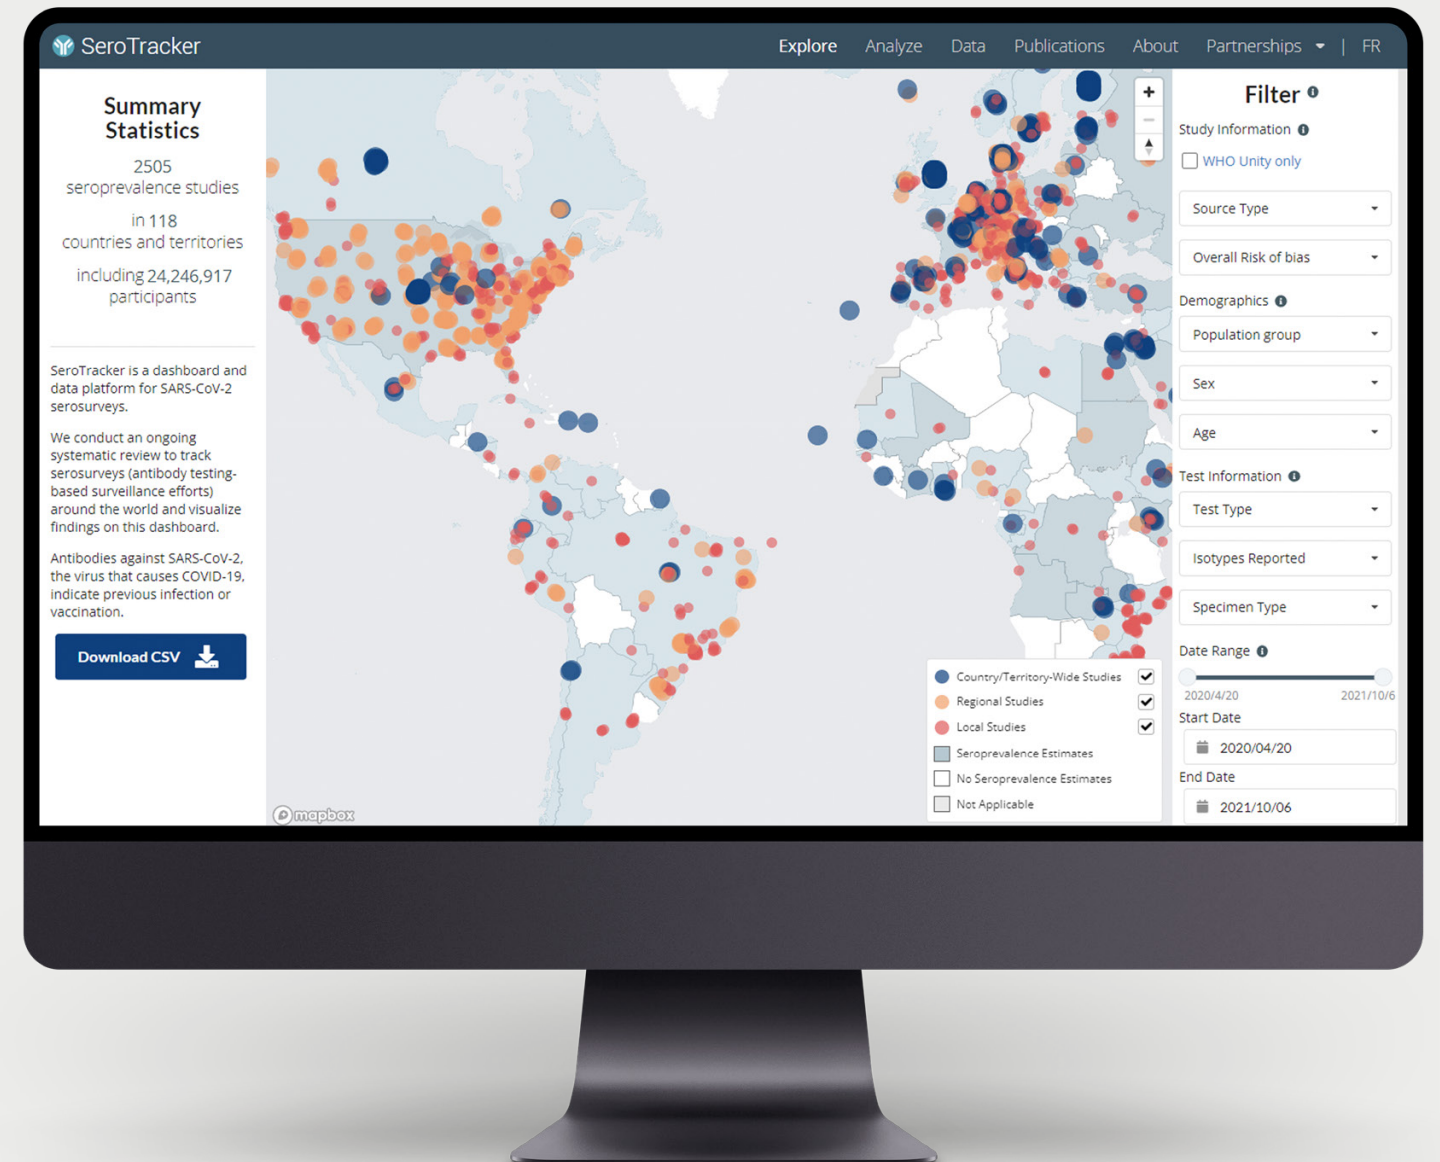 SeroTracker
Explore
Analyze
Data
Publications
About
Partnerships
|
FR
Summary
Statistics
2505
seroprevalence studies
in 118
countries and territories
including 24,246,917
participants
SeroTracker is a dashboard and
data platform for SARS-CoV-2
serosurveys.
We conduct an ongoing
systematic review to track
serosurveys (antibody testing-
based surveillance efforts)
around the world and visualize
findings on this dashboard.
Antibodies against SARS-CoV-2,
the virus that causes COVID-19,
indicate previous infection or
vaccination.
Download CSV
mapbox
Country/Territory-Wide Studies
Regional Studies
Local Studies
Seroprevalence Estimates
No Seroprevalence Estimates
Not Applicable
Filter
Study Information
WHO Unity only
Source Type
Overall Risk of bias
Demographics
Population group
Sex
Age
Test Information
Test Type
Isotypes Reported
Specimen Type
Date Range
2020/4/20
2021/10/6
Start Date
2020/04/20
End Date
2021/10/06